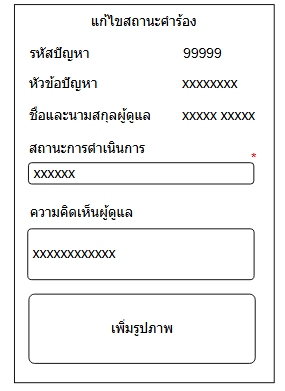 แก้ไขสถานะคำร้อง
รหัสปัญหา 99999
หัวข้อปัญหา xxxxxxxx
ชื่อและนามสกุลผู้ดูแล xxxxx xxxxx
สถานะการดำเนินการ
*
xxxxxx
ความคิดเห็นผู้ดูแล
xxxxxxxxxxxx
เพิ่มรูปภาพ